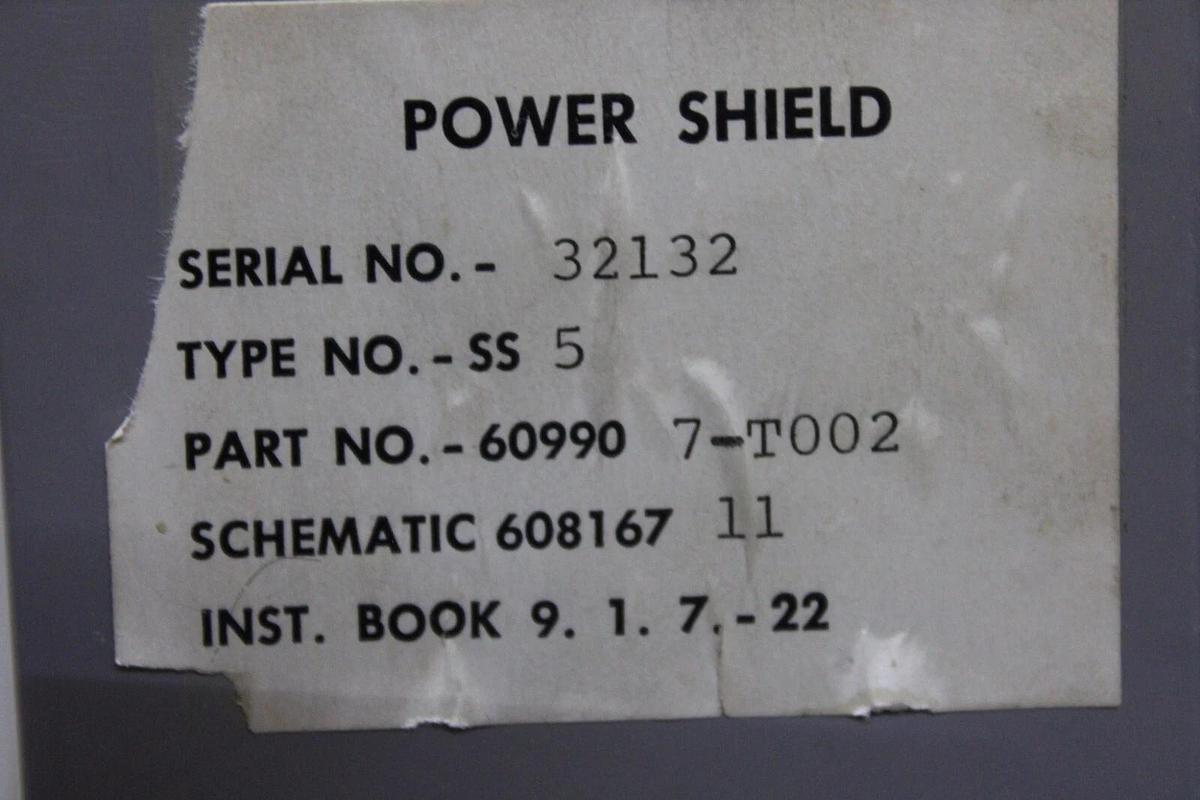 POWER SHIELD
SERIAL NO.- 32132
TYPE NO.-SS 5
PART NO.-60990 7-T002
SCHEMATIC 608167 11
INST. BOOK 9. 1. 7.-22